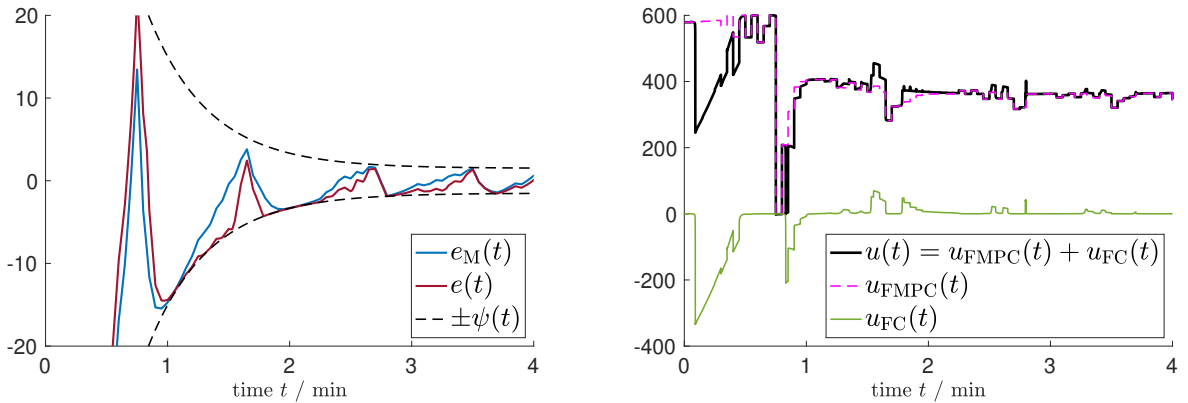 20
10
0
-10
-20
0
1
2
3
4
time t / min
e_M(t)
e(t)
±ψ(t)
600
400
200
0
-200
-400
0
1
2
3
4
time t / min
u(t) = u_FMPC(t) + u_FC(t)
u_FMPC(t)
u_FC(t)